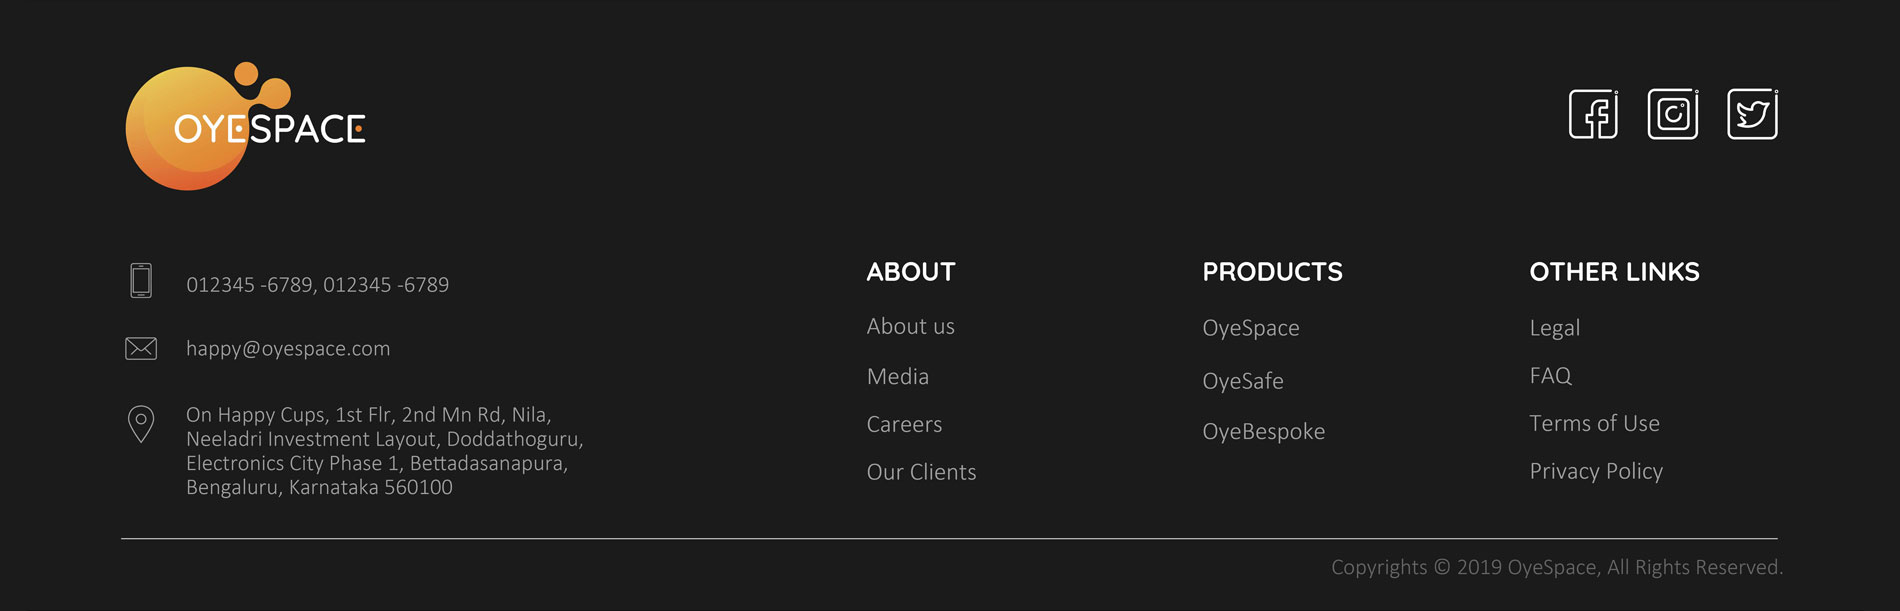 OYESPACE
012345 -6789, 012345 -6789
happy@oyespace.com
On Happy Cups, 1st Flr, 2nd Mn Rd, Nila,
Neeladri Investment Layout, Doddathoguru,
Electronics City Phase 1, Bettadasanapura,
Bengaluru, Karnataka 560100
ABOUT
About us
Media
Careers
Our Clients
PRODUCTS
OyeSpace
OyeSafe
OyeBespoke
OTHER LINKS
Legal
FAQ
Terms of Use
Privacy Policy
Copyrights © 2019 OyeSpace, All Rights Reserved.